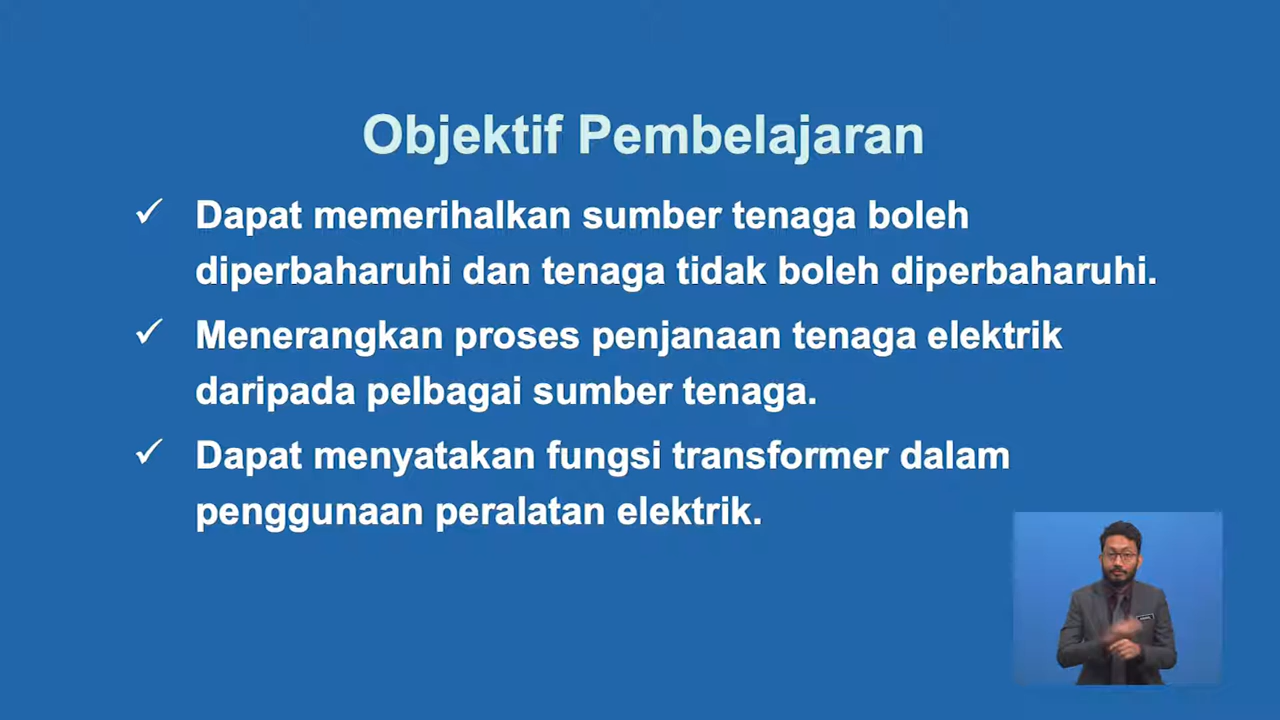 Objektif Pembelajaran
✓ Dapat memerihalkan sumber tenaga boleh
diperbaharuhi dan tenaga tidak boleh diperbaharuhi.
✓ Menerangkan proses penjanaan tenaga elektrik
daripada pelbagai sumber tenaga.
✓ Dapat menyatakan fungsi transformer dalam
penggunaan peralatan elektrik.